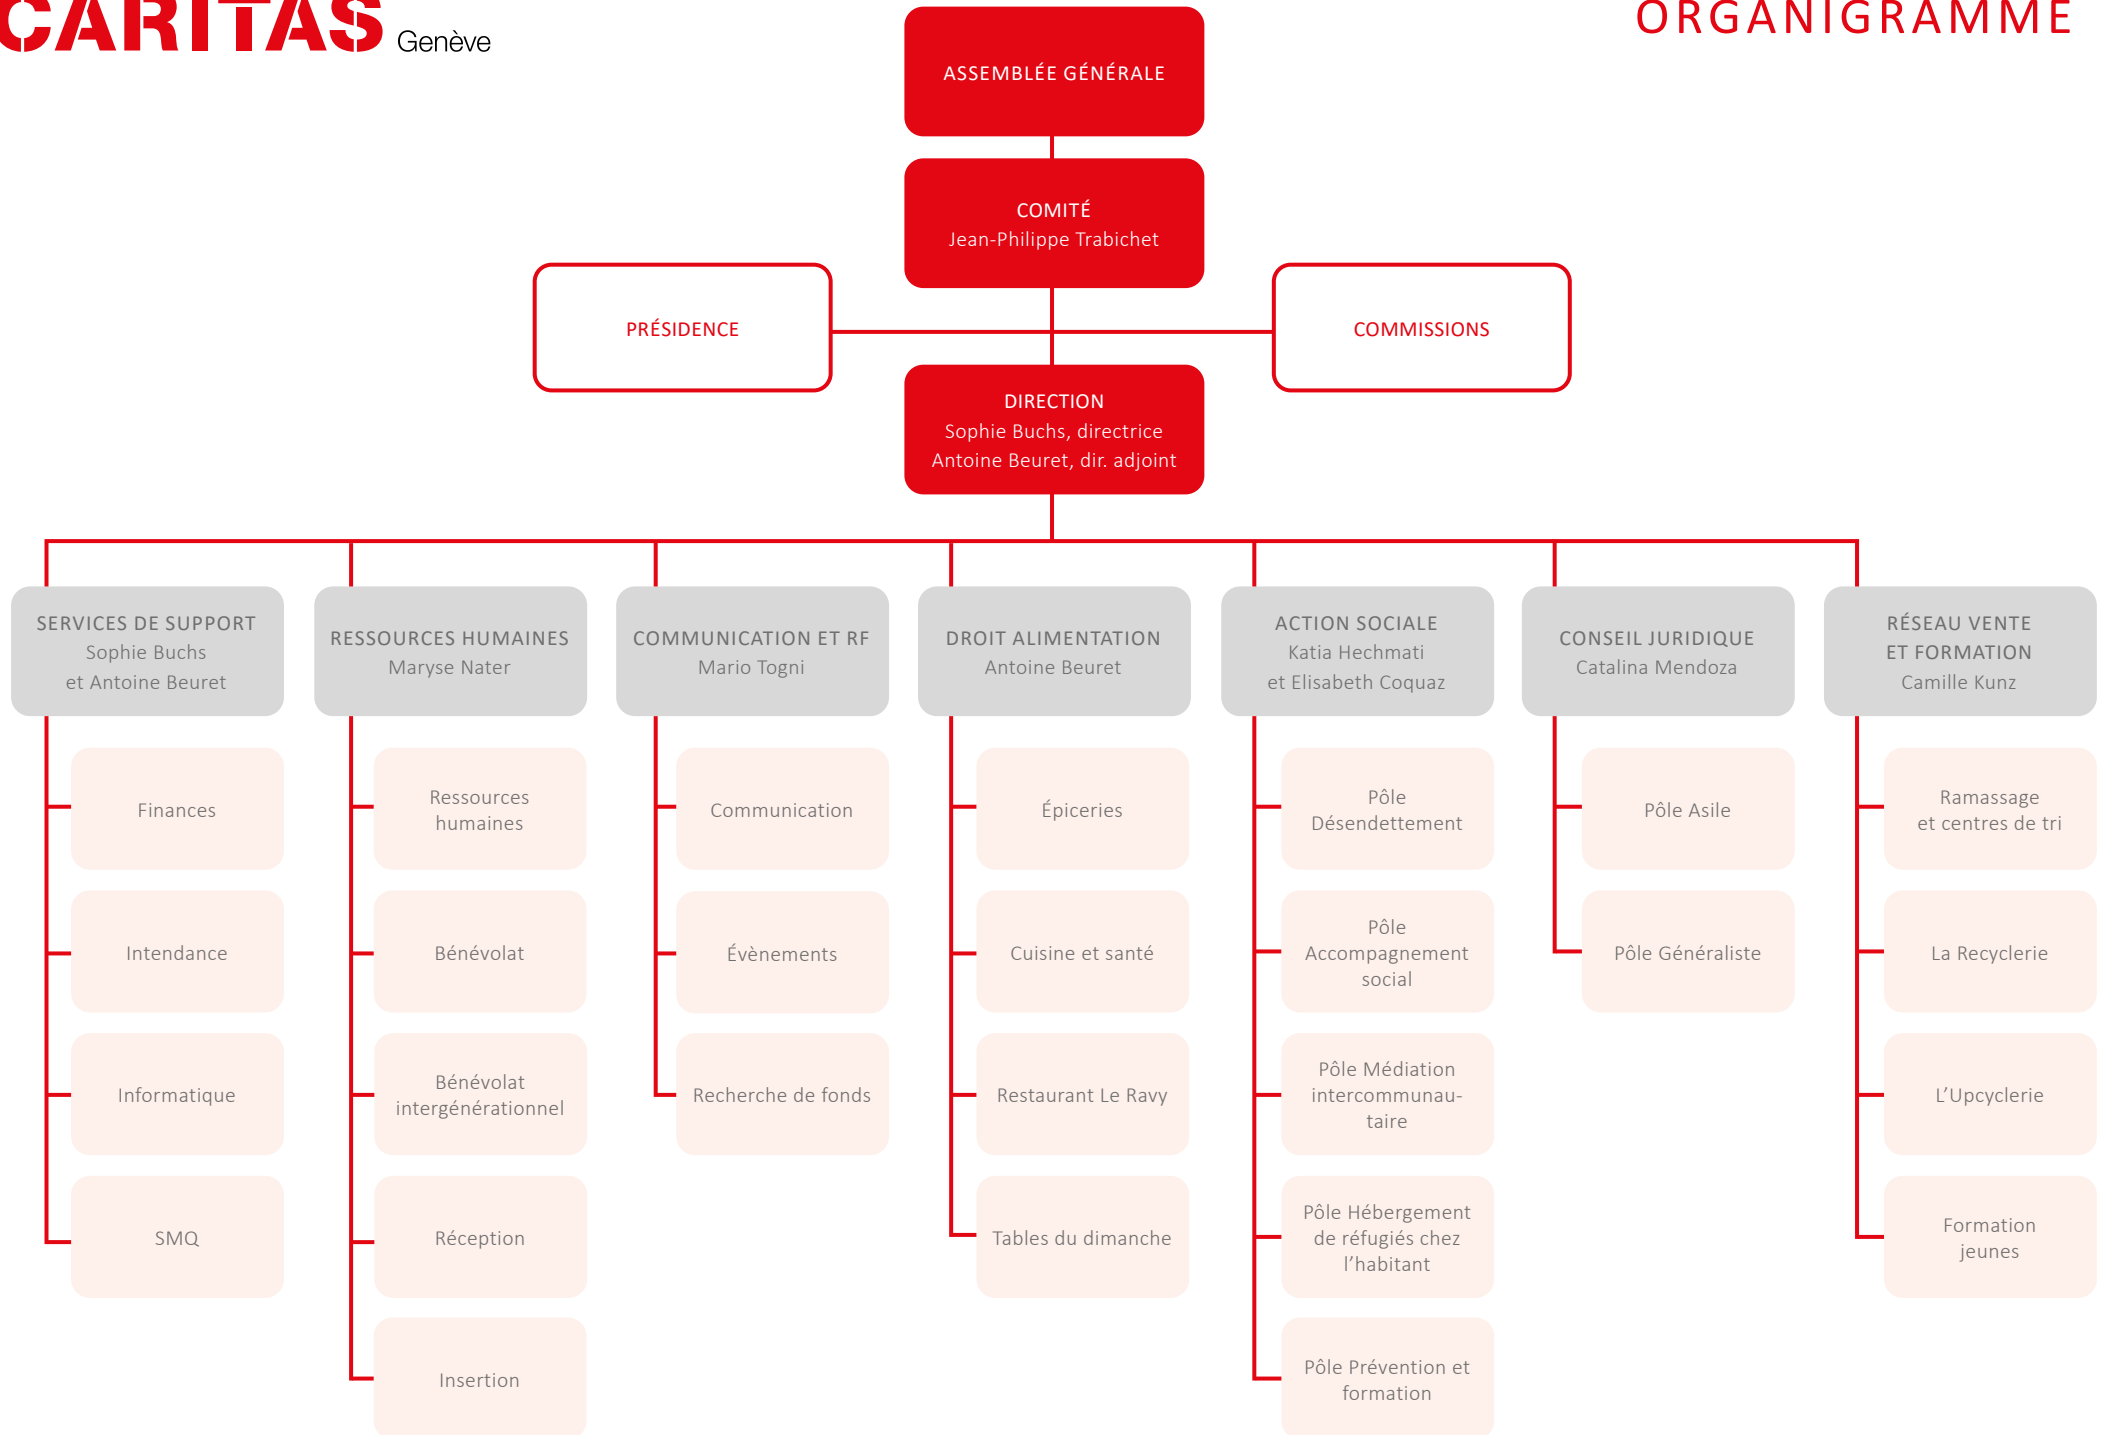 CARITAS Genève
ORGANIGRAMME
ASSEMBLÉE GÉNÉRALE
COMITÉ
Jean-Philippe Trabichet
PRÉSIDENCE
COMMISSIONS
DIRECTION
Sophie Buchs, directrice
Antoine Beuret, dir. adjoint
SERVICES DE SUPPORT
Sophie Buchs
et Antoine Beuret
Finances
Intendance
Informatique
SMQ
RESSOURCES HUMAINES
Maryse Nater
Ressources
humaines
Bénévolat
Bénévolat
intergénérationnel
Réception
Insertion
COMMUNICATION ET RF
Mario Togni
Communication
Évènements
Recherche de fonds
DROIT ALIMENTATION
Antoine Beuret
Épiceries
Cuisine et santé
Restaurant Le Ravy
Tables du dimanche
ACTION SOCIALE
Katia Hechmati
et Elisabeth Coquaz
Pôle
Désendettement
Pôle
Accompagnement
social
Pôle Médiation
intercommunau-
taire
Pôle Hébergement
de réfugiés chez
l’habitant
Pôle Prévention et
formation
CONSEIL JURIDIQUE
Catalina Mendoza
Pôle Asile
Pôle Généraliste
RÉSEAU VENTE
ET FORMATION
Camille Kunz
Ramassage
et centres de tri
La Recyclerie
L’Upcyclerie
Formation
jeunes